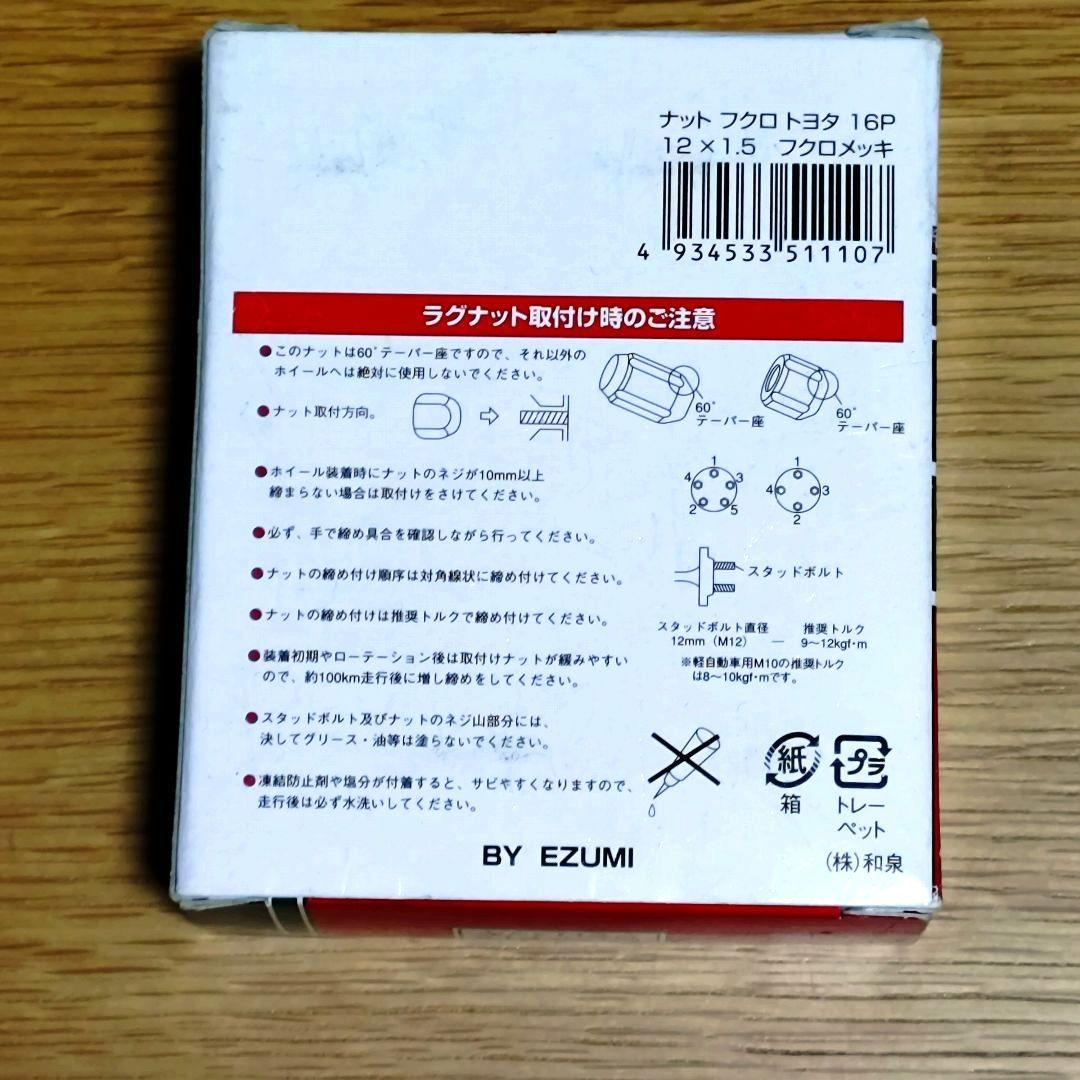 ナット フクロ トヨタ 16P
12×1.5 フクロメッキ
4 934533 511107
ラグナット取付け時のご注意
●このナットは60°テーパー座ですので、それ以外の
ホイールへは絶対に使用しないでください。
60°
テーパー座
60°
テーパー座
●ナット取付方向。
●ホイール装着時にナットのネジが10mm以上
締まらない場合は取付けをさけてください。
1
4 3
2 5
1
4 3
2
●必ず、手で締め具合を確認しながら行ってください。
●ナットの締め付け順序は対角線状に締め付けてください。
スタッドボルト
●ナットの締め付けは推奨トルクで締め付けてください。
スタッドボルト直径 推奨トルク
12mm（M12） ― 9〜12kgf·m
※軽自動車用M10の推奨トルク
は8〜10kgf·mです。
●装着初期やローテーション後は取付けナットが緩みやすい
ので、約100km走行後に増し締めをしてください。
●スタッドボルト及びナットのネジ山部分には、
決してグリース・油等は塗らないでください。
●凍結防止剤や塩分が付着すると、サビやすくなりますので、
走行後は必ず水洗いしてください。
紙 プラ
箱 トレー
ペット
BY EZUMI
（株）和泉